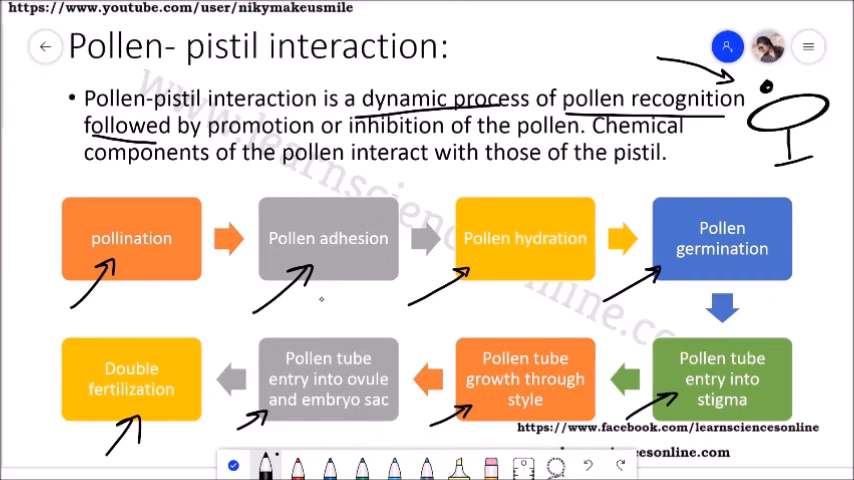 https://www.youtube.com/user/nikymakeusmile
Pollen- pistil interaction:
• Pollen-pistil interaction is a dynamic process of pollen recognition
followed by promotion or inhibition of the pollen. Chemical
components of the pollen interact with those of the pistil.
pollination
Pollen adhesion
Pollen hydration
Pollen
germination
Double
fertilization
Pollen tube
entry into ovule
and embryo sac
Pollen tube
growth through
style
Pollen tube
entry into
stigma
https://www.facebook.com/learnsciencesonline